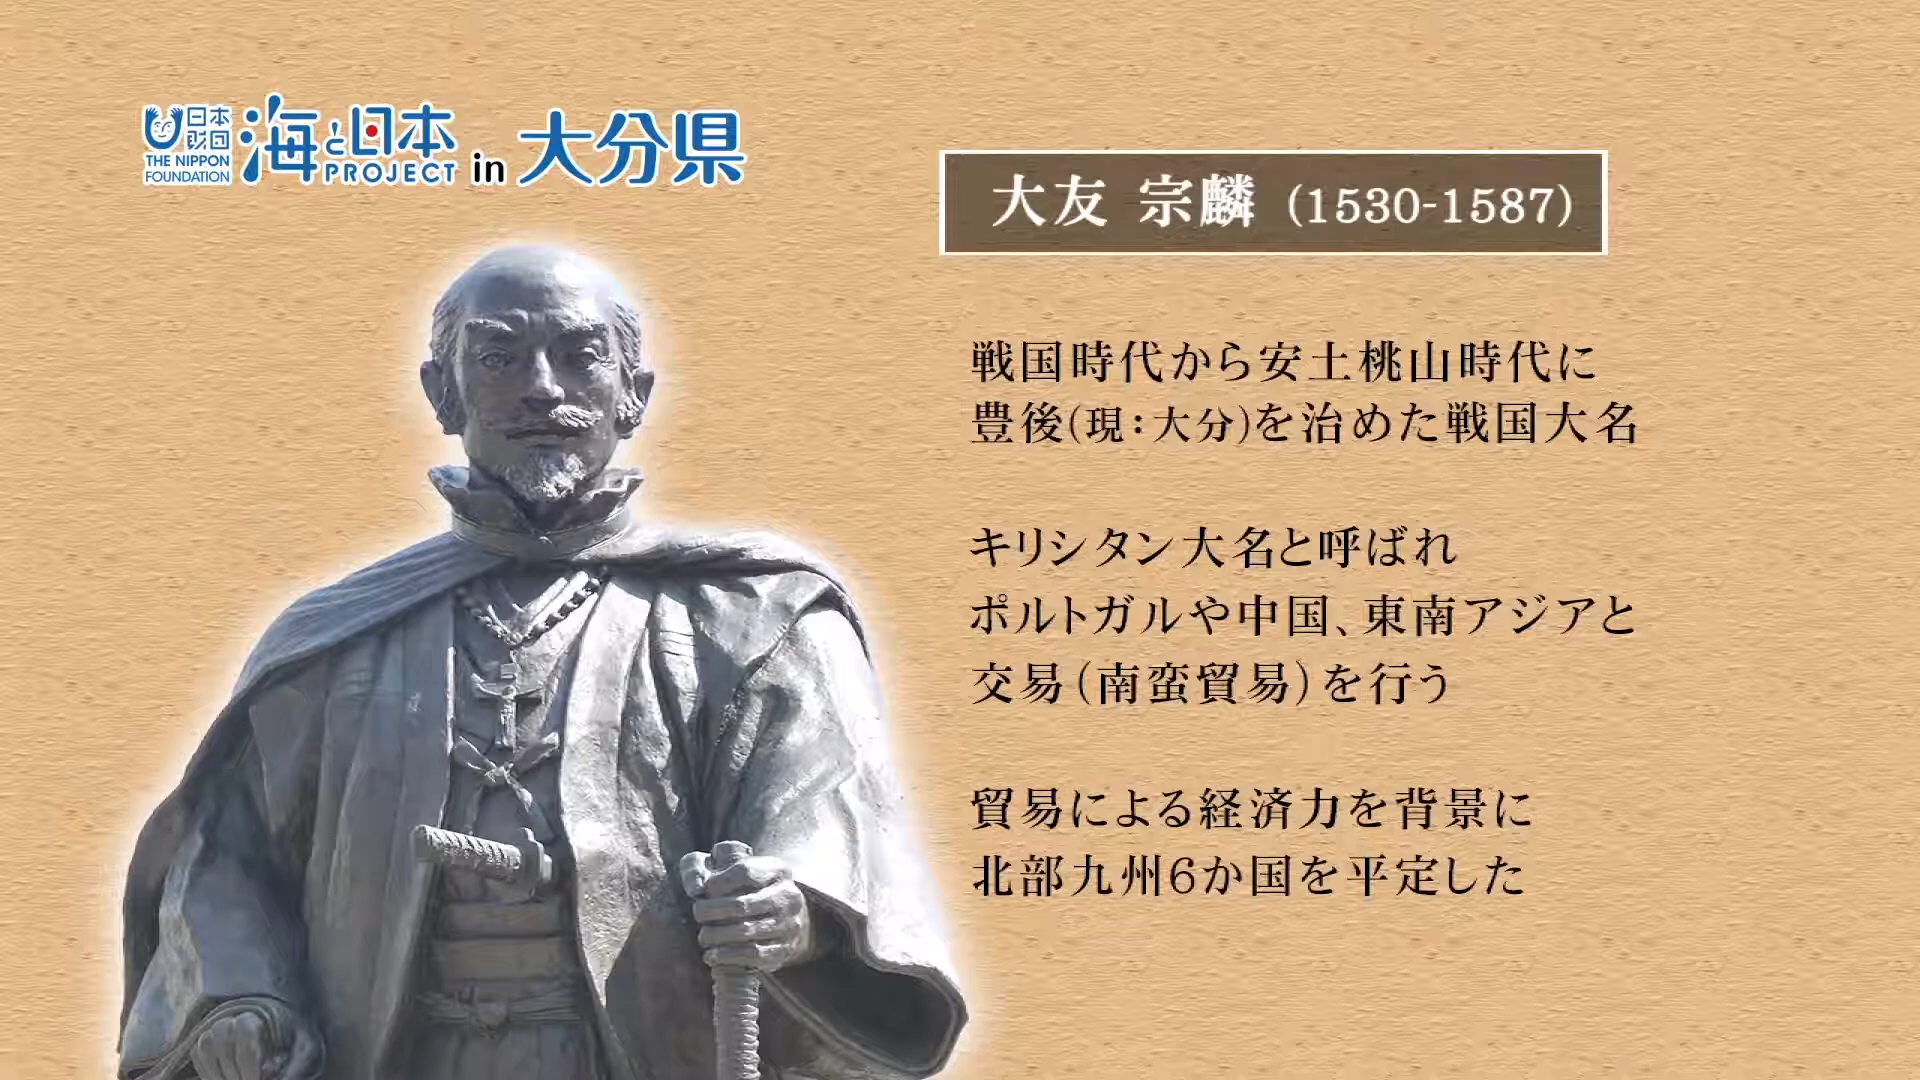 日本
財団
THE NIPPON
FOUNDATION
海と日本
PROJECT
in 大分県
大友 宗麟 (1530-1587)
戦国時代から安土桃山時代に
豊後(現：大分)を治めた戦国大名
キリシタン大名と呼ばれ
ポルトガルや中国、東南アジアと
交易（南蛮貿易）を行う
貿易による経済力を背景に
北部九州6か国を平定した